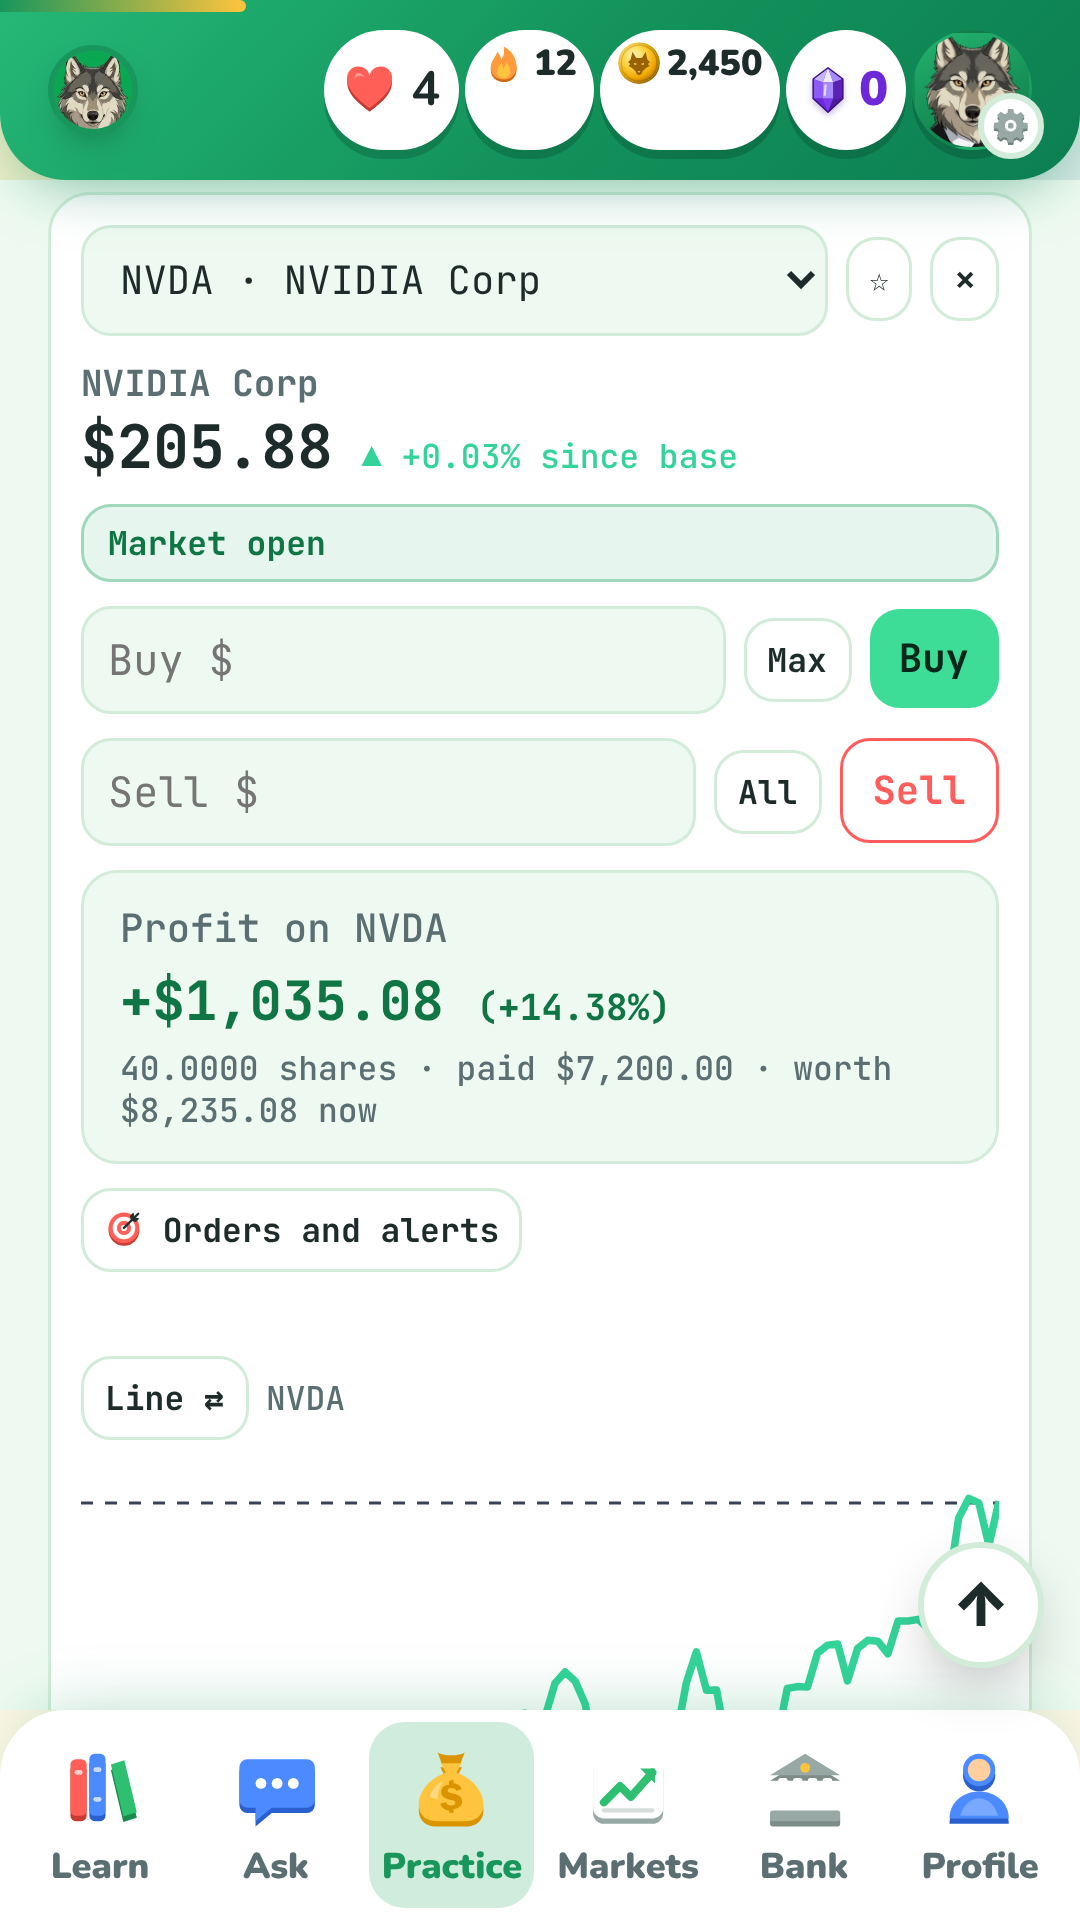 4
12
2,450
0
NVDA · NVIDIA Corp
NVIDIA Corp
$205.88 ▲ +0.03% since base
Market open
Buy $
Max
Buy
Sell $
All
Sell
Profit on NVDA
+$1,035.08 (+14.38%)
40.0000 shares · paid $7,200.00 · worth
$8,235.08 now
Orders and alerts
Line ⇄
NVDA
Learn
Ask
Practice
Markets
Bank
Profile